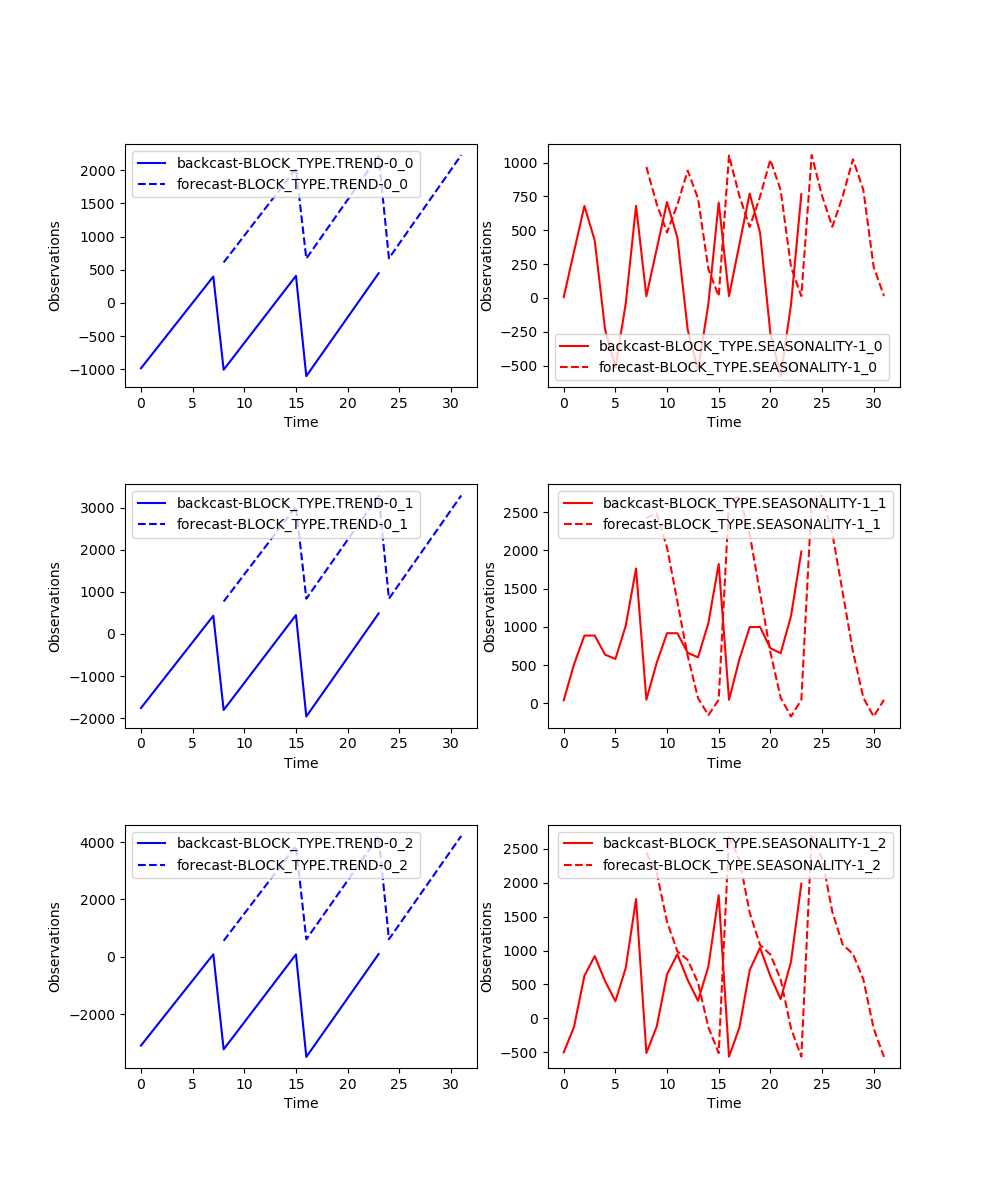 backcast-BLOCK_TYPE.TREND-0_0
forecast-BLOCK_TYPE.TREND-0_0
2000
1500
1000
500
0
−500
−1000
Observations
0 5 10 15 20 25 30
Time
backcast-BLOCK_TYPE.SEASONALITY-1_0
forecast-BLOCK_TYPE.SEASONALITY-1_0
1000
750
500
250
0
−250
−500
Observations
0 5 10 15 20 25 30
Time
backcast-BLOCK_TYPE.TREND-0_1
forecast-BLOCK_TYPE.TREND-0_1
3000
2000
1000
0
−1000
−2000
Observations
0 5 10 15 20 25 30
Time
backcast-BLOCK_TYPE.SEASONALITY-1_1
forecast-BLOCK_TYPE.SEASONALITY-1_1
2500
2000
1500
1000
500
0
Observations
0 5 10 15 20 25 30
Time
backcast-BLOCK_TYPE.TREND-0_2
forecast-BLOCK_TYPE.TREND-0_2
4000
2000
0
−2000
Observations
0 5 10 15 20 25 30
Time
backcast-BLOCK_TYPE.SEASONALITY-1_2
forecast-BLOCK_TYPE.SEASONALITY-1_2
2500
2000
1500
1000
500
0
−500
Observations
0 5 10 15 20 25 30
Time